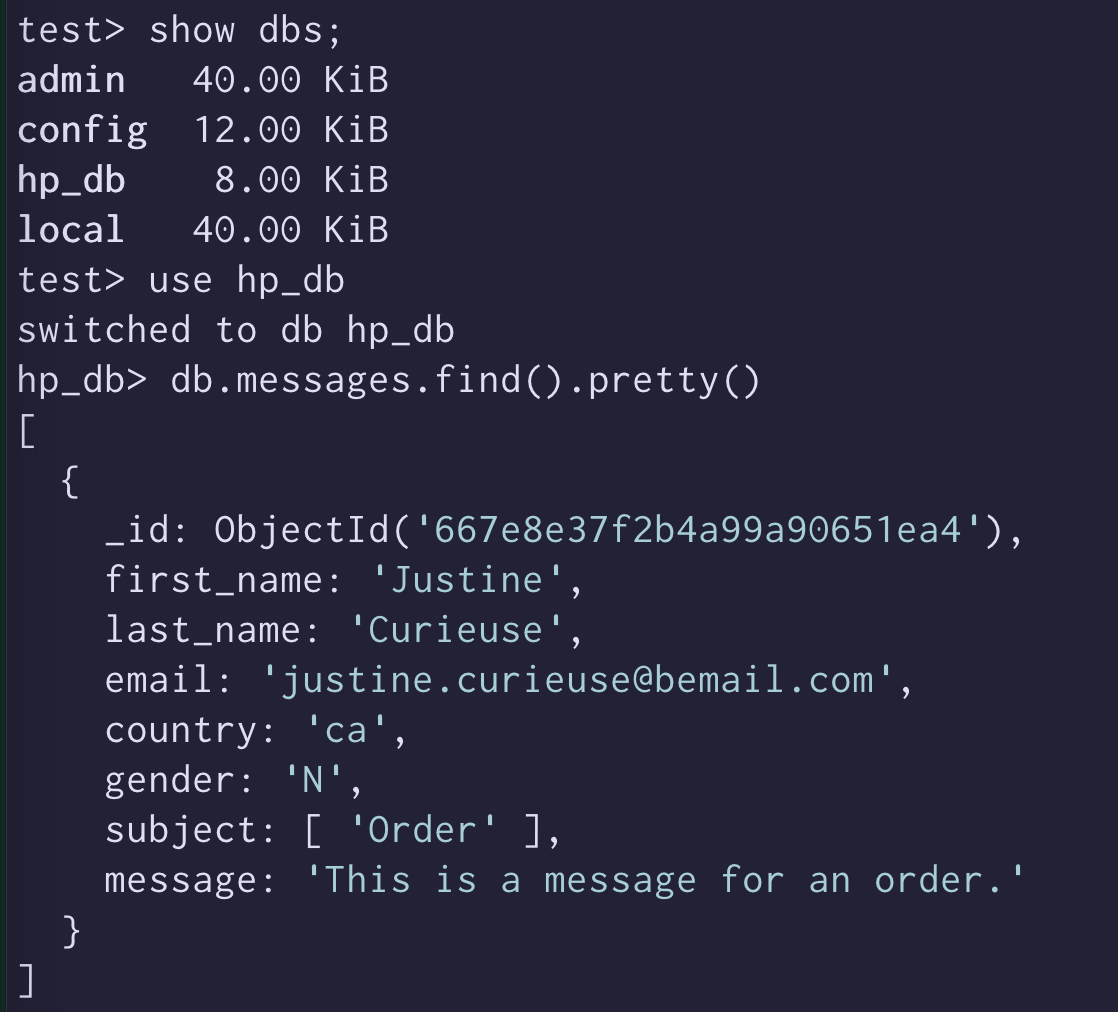 test> show dbs;
admin   40.00 KiB
config  12.00 KiB
hp_db    8.00 KiB
local   40.00 KiB
test> use hp_db
switched to db hp_db
hp_db> db.messages.find().pretty()
[
  {
    _id: ObjectId('667e8e37f2b4a99a90651ea4'),
    first_name: 'Justine',
    last_name: 'Curieuse',
    email: 'justine.curieuse@bemail.com',
    country: 'ca',
    gender: 'N',
    subject: [ 'Order' ],
    message: 'This is a message for an order.'
  }
]